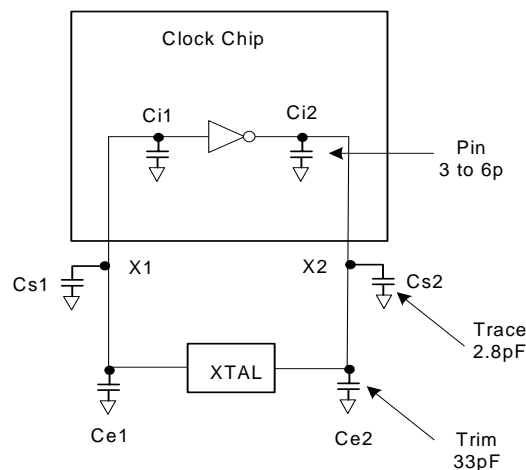 Clock Chip
Ci1
Ci2
Pin
3 to 6p
Cs1
X1
X2
Cs2
Trace
2.8pF
XTAL
Ce1
Ce2
Trim
33pF